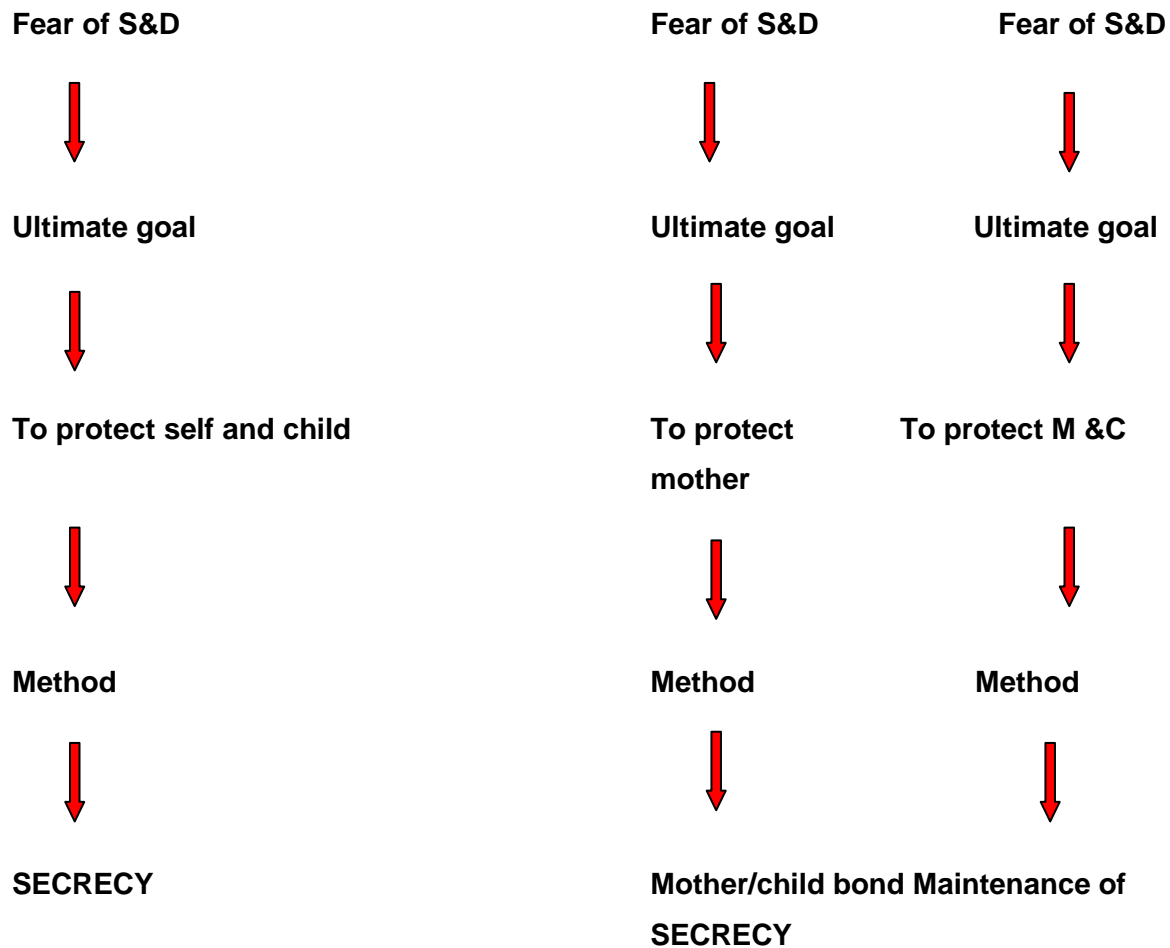 Fear of S&D Fear of S&D Fear of S&D
Ultimate goal Ultimate goal Ultimate goal
To protect self and child To protect To protect M &C
mother
Method Method Method
SECRECY Mother/child bond Maintenance of
SECRECY